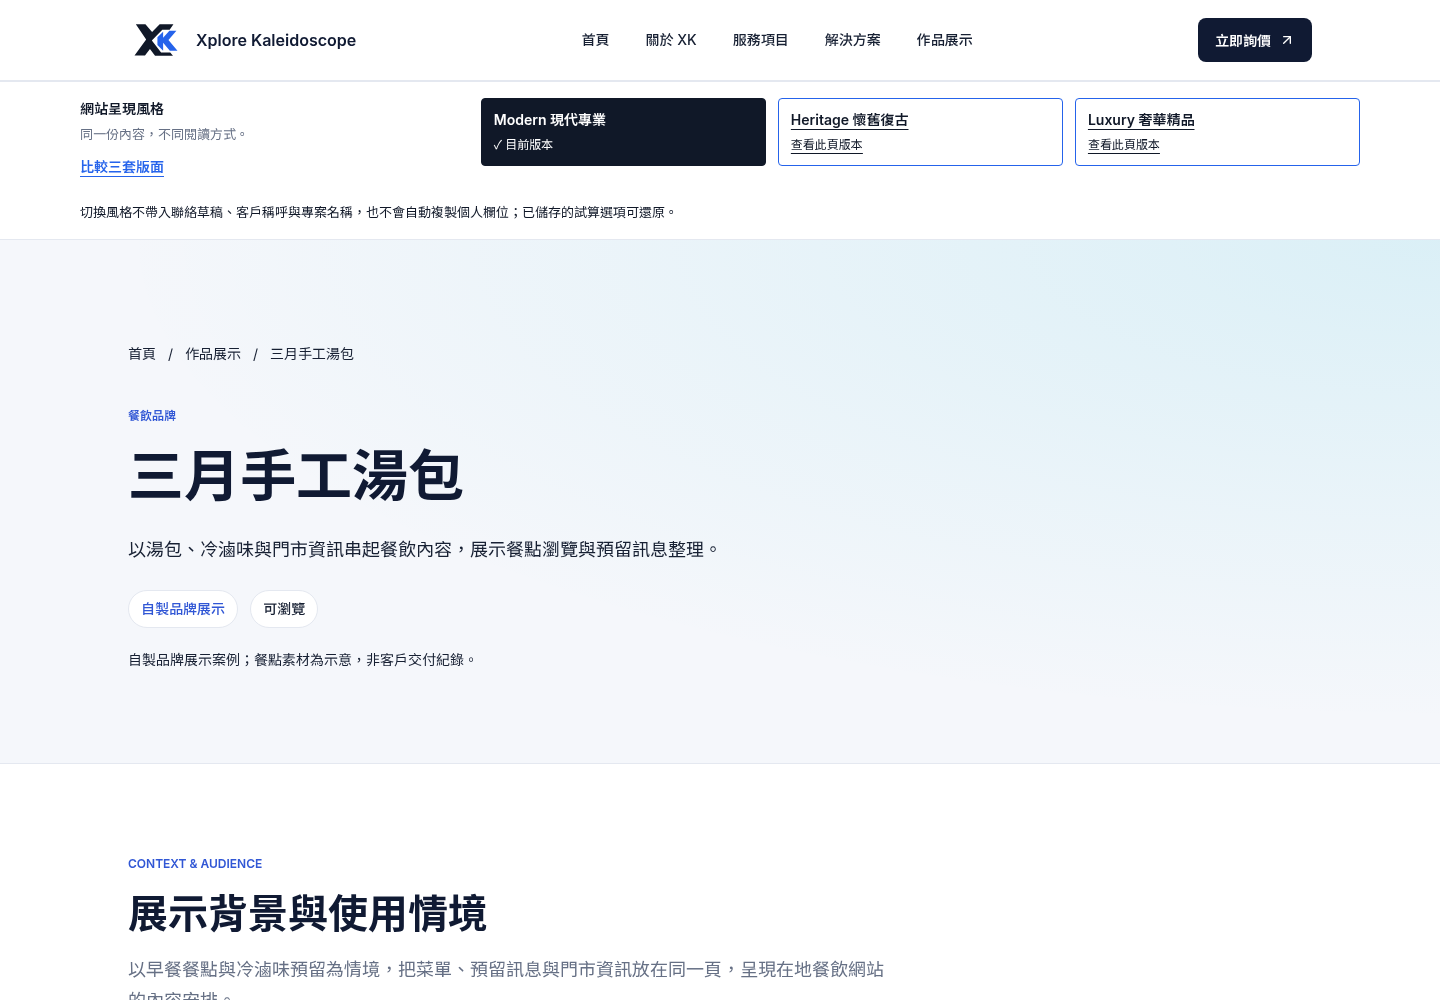 Xplore Kaleidoscope
首頁 關於 XK 服務項目 解決方案 作品展示
立即詢價
網站呈現風格
同一份內容，不同閱讀方式。
比較三套版面
Modern 現代專業
✓ 目前版本
Heritage 懷舊復古
查看此頁版本
Luxury 奢華精品
查看此頁版本
切換風格不帶入聯絡草稿、客戶稱呼與專案名稱，也不會自動複製個人欄位；已儲存的試算選項可還原。
首頁 / 作品展示 / 三月手工湯包
餐飲品牌
三月手工湯包
以湯包、冷滷味與門市資訊串起餐飲內容，展示餐點瀏覽與預留訊息整理。
自製品牌展示 可瀏覽
自製品牌展示案例；餐點素材為示意，非客戶交付紀錄。
CONTEXT & AUDIENCE
展示背景與使用情境
以早餐餐點與冷滷味預留為情境，把菜單、預留訊息與門市資訊放在同一頁，呈現在地餐飲網站
的內容安排。